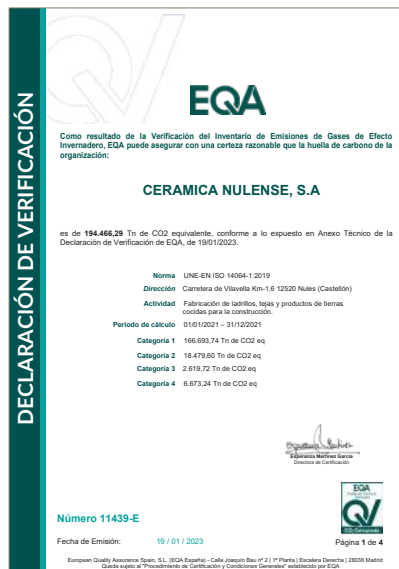 DECLARACIÓN DE VERIFICACIÓN
EQA
Como resultado de la Verificación del Inventario de Emisiones de Gases de Efecto
Invernadero, EQA puede asegurar con una certeza razonable que la huella de carbono de la
organización:
CERAMICA NULENSE, S.A
es de 194.466,29 Tn de CO2 equivalente, conforme a lo expuesto en Anexo Técnico de la
Declaración de Verificación de EQA, de 19/01/2023.
Norma UNE-EN ISO 14064-1:2019
Dirección Carretera de Vilavella Km-1,6 12520 Nules (Castellón)
Actividad Fabricación de ladrillos, tejas y productos de tierras
cocidas para la construcción.
Periodo de cálculo 01/01/2021 – 31/12/2021
Categoria 1 166.693,74 Tn de CO2 eq
Categoria 2 18.479,60 Tn de CO2 eq
Categoria 3 2.619,72 Tn de CO2 eq
Categoria 4 6.673,24 Tn de CO2 eq
Esperanza Martínez García
Directora de Certificación
EQA
Número 11439-E
Fecha de Emisión: 19 / 01 / 2023
Página 1 de 4
European Quality Assurance Spain, S.L. (EQA España) - Calle Joaquín Bau nº 2 | 1ª Planta | Escalera Derecha | 28036 Madrid
Queda sujeto al "Procedimiento de Certificación y Condiciones Generales" establecido por EQA